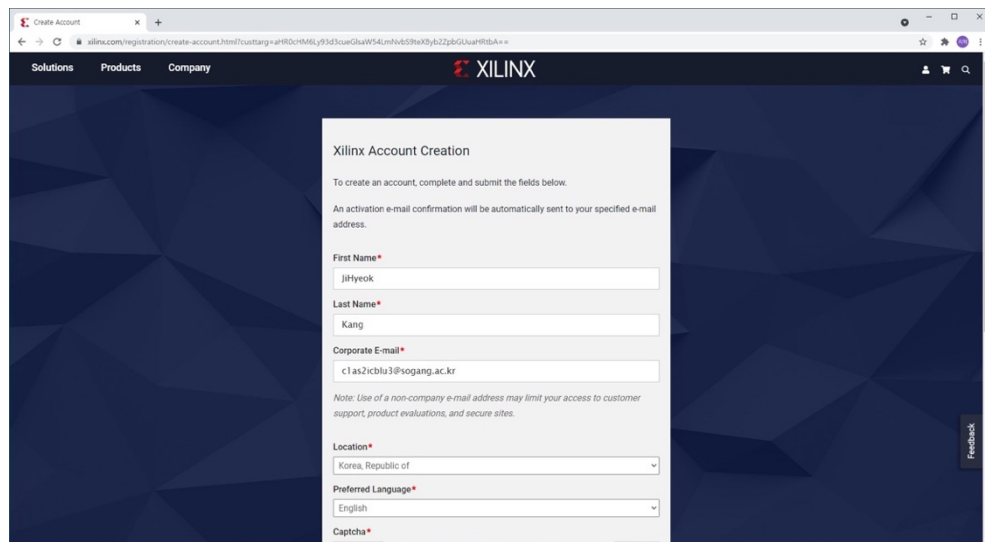 Create Account
xilinx.com/registration/create-account.html?custtarg=aHR0cHM6Ly93d3cueGlsaW54LmNvbS9teXByb2ZpbGUuaHRtbA==
Solutions Products Company XILINX
Xilinx Account Creation
To create an account, complete and submit the fields below.
An activation e-mail confirmation will be automatically sent to your specified e-mail
address.
First Name*
JiHyeok
Last Name*
Kang
Corporate E-mail*
c1as2icblu3@sogang.ac.kr
Note: Use of a non-company e-mail address may limit your access to customer
support, product evaluations, and secure sites.
Location*
Korea, Republic of
Preferred Language*
English
Captcha*
Feedback